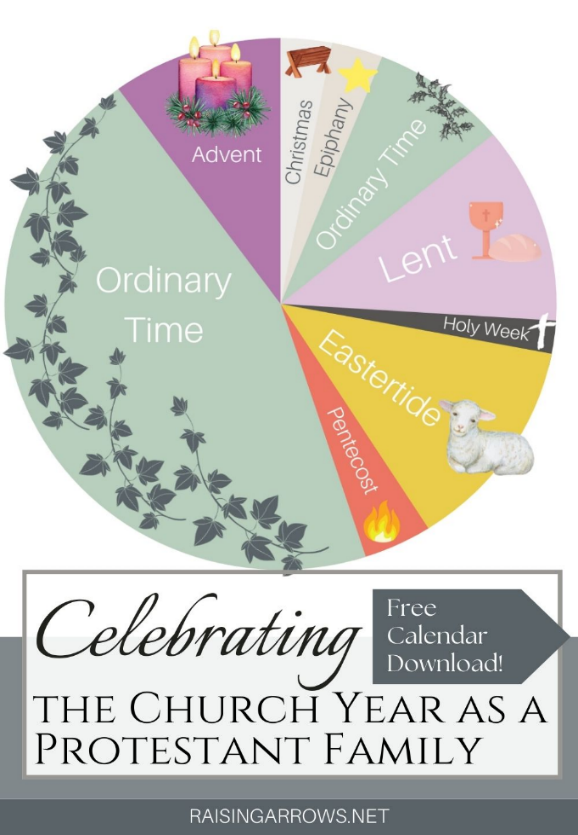 Advent
Christmas
Epiphany
Ordinary Time
Lent
Holy Week
Eastertide
Pentecost
Ordinary
Time
Celebrating
Free
Calendar
Download!
the Church Year as a
Protestant Family
RAISINGARROWS.NET